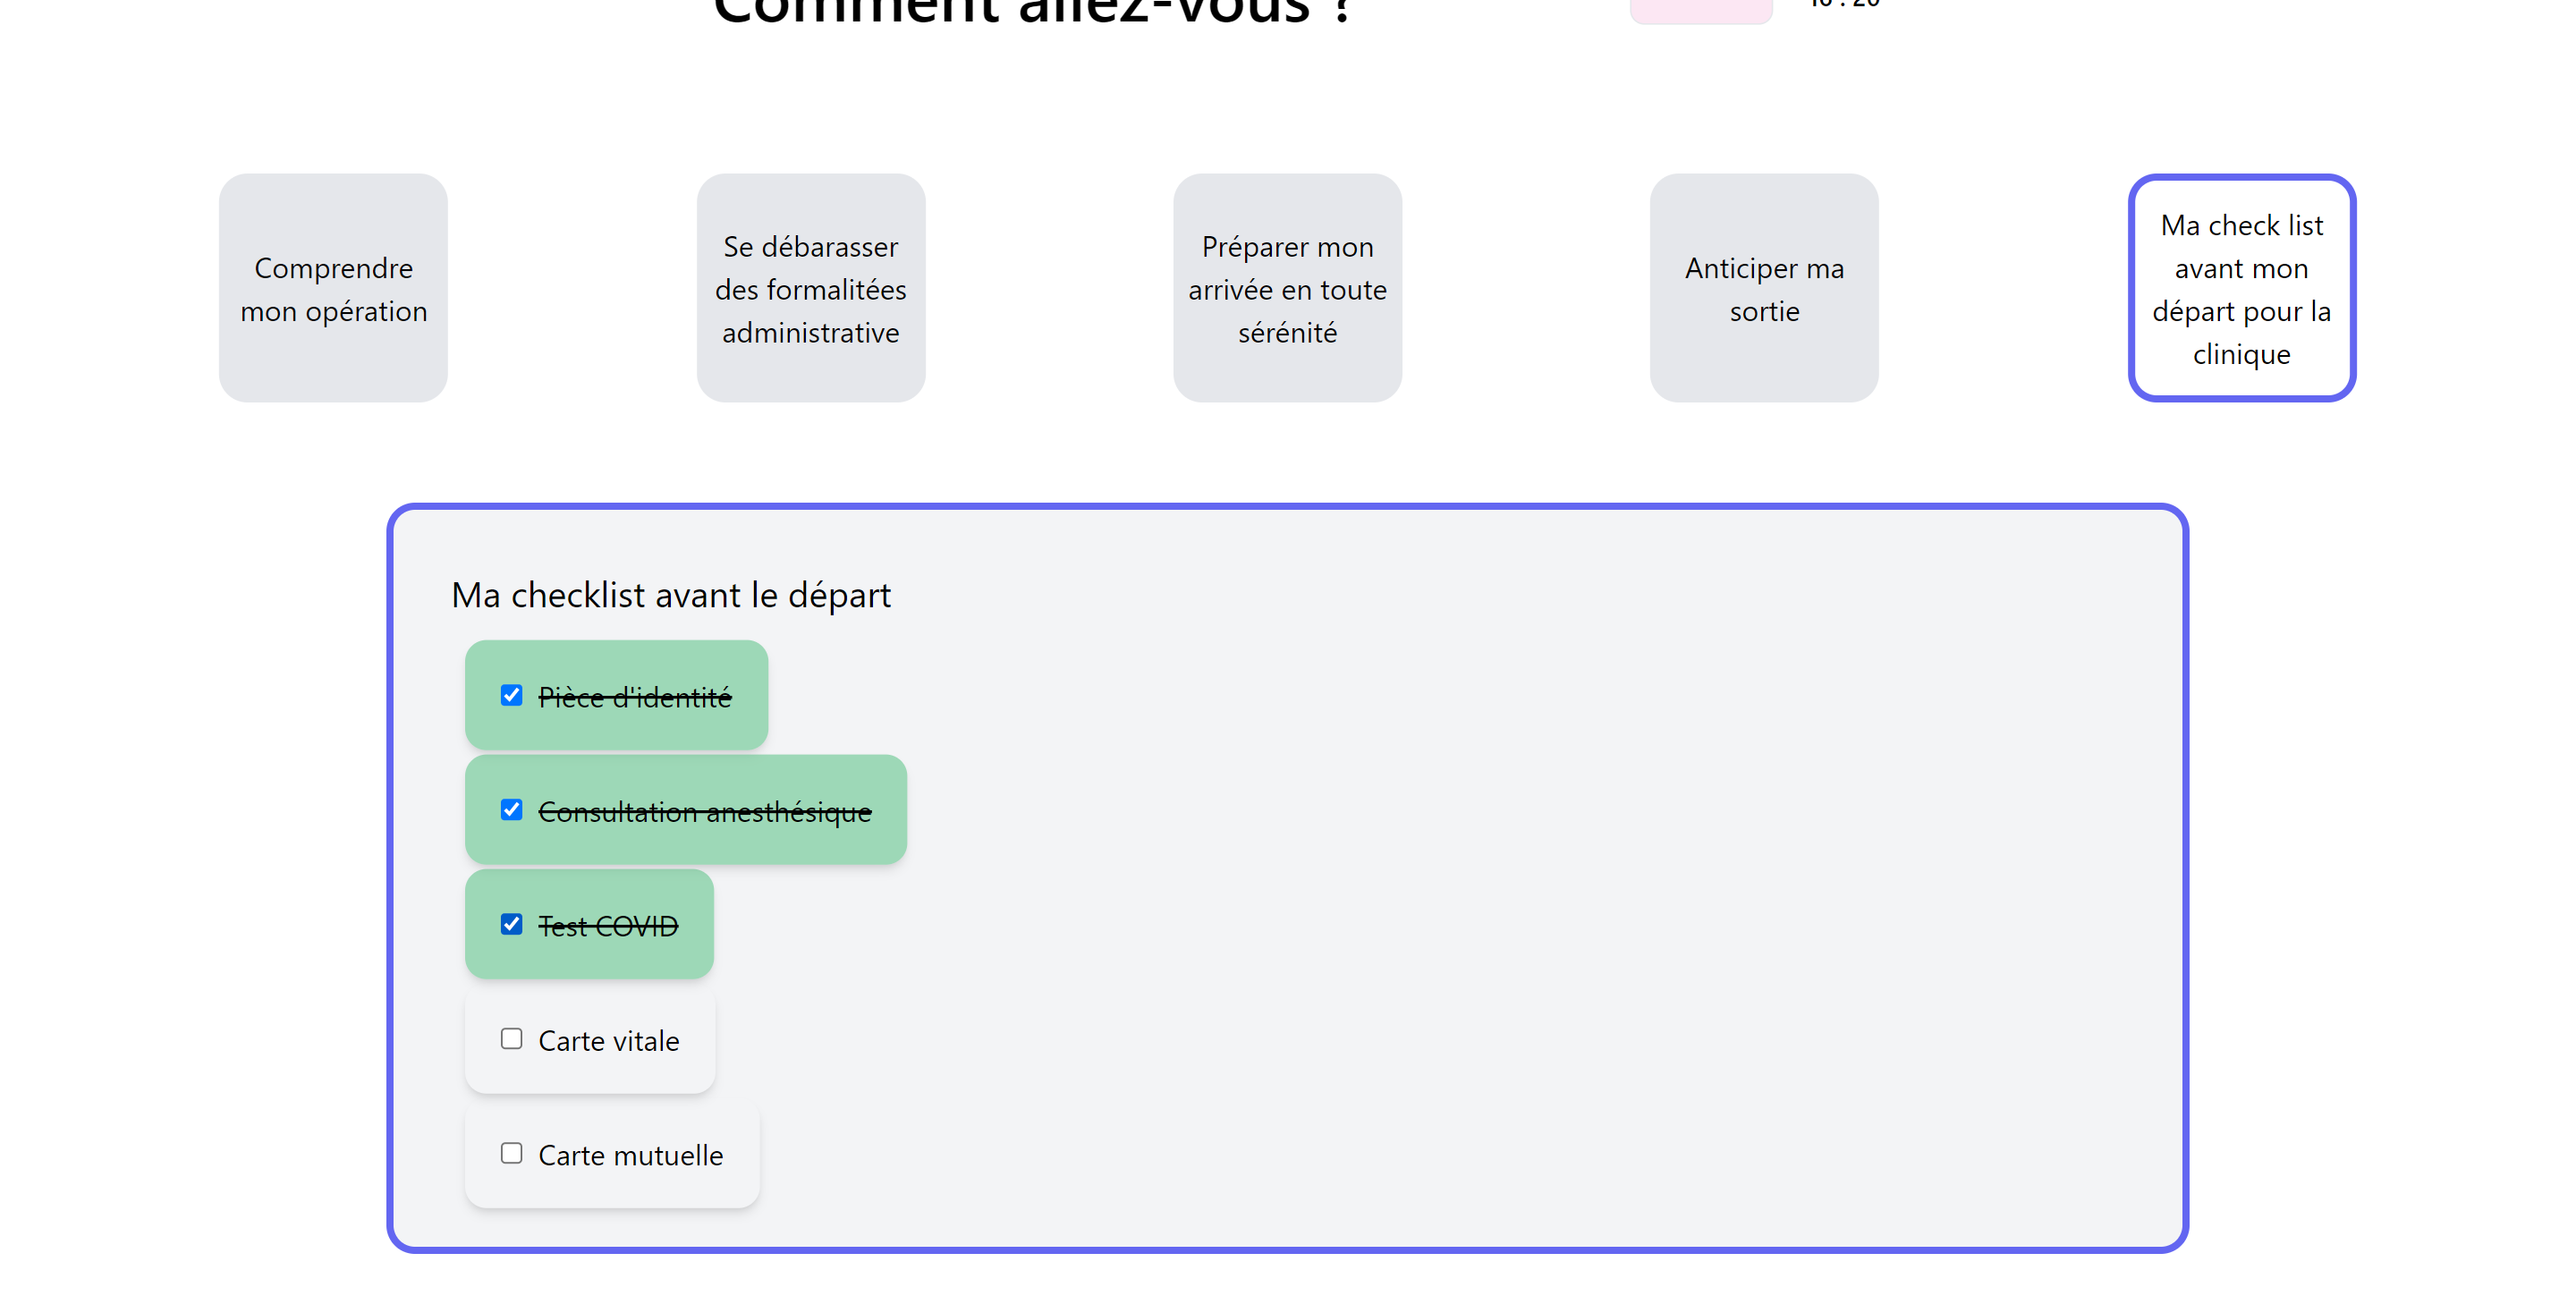 Comment allez-vous ?
16 : 20
Comprendre
mon opération
Se débarasser
des formalitées
administrative
Préparer mon
arrivée en toute
sérénité
Anticiper ma
sortie
Ma check list
avant mon
départ pour la
clinique
Ma checklist avant le départ
Pièce d'identité
Consultation anesthésique
Test COVID
Carte vitale
Carte mutuelle